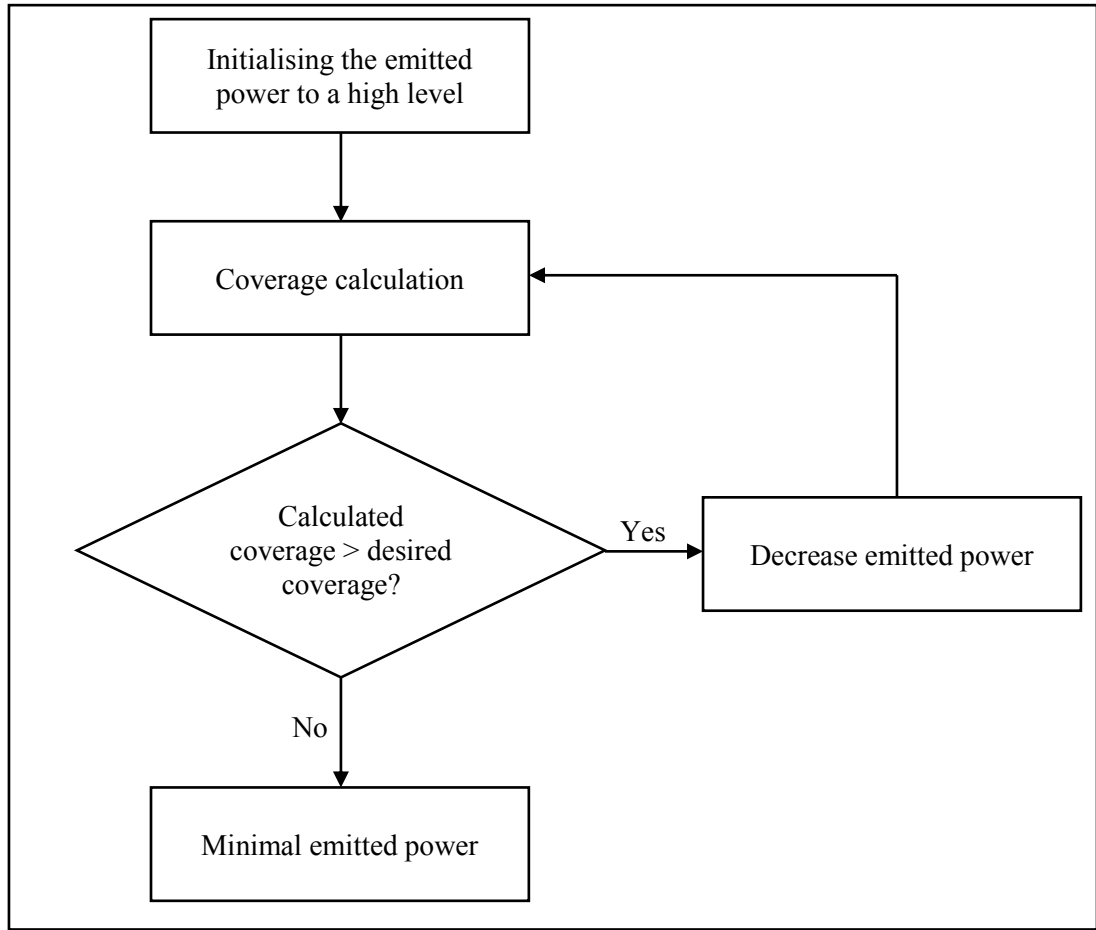 Initialising the emitted
power to a high level
Coverage calculation
Calculated
coverage > desired
coverage?
Yes
Decrease emitted power
No
Minimal emitted power